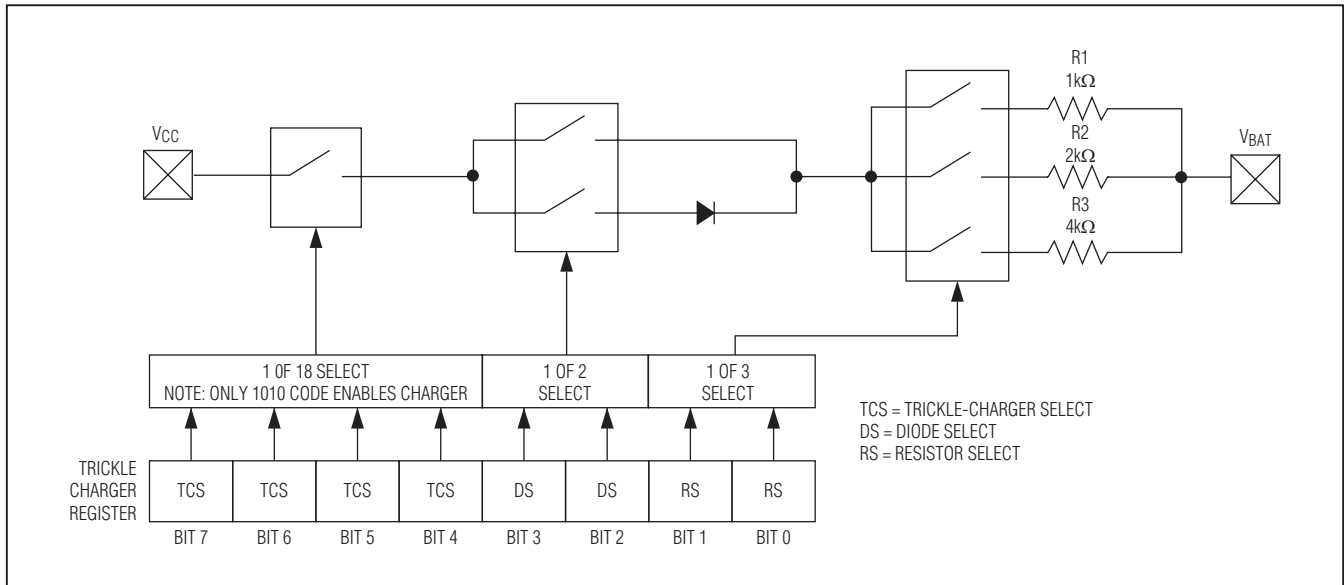 R1
1kΩ
VCC
R2
2kΩ
VBAT
R3
4kΩ
1 OF 18 SELECT
NOTE: ONLY 1010 CODE ENABLES CHARGER
1 OF 2
SELECT
1 OF 3
SELECT
TCS = TRICKLE-CHARGER SELECT
DS = DIODE SELECT
RS = RESISTOR SELECT
TRICKLE
CHARGER
REGISTER
TCS TCS TCS TCS DS DS RS RS
BIT 7 BIT 6 BIT 5 BIT 4 BIT 3 BIT 2 BIT 1 BIT 0